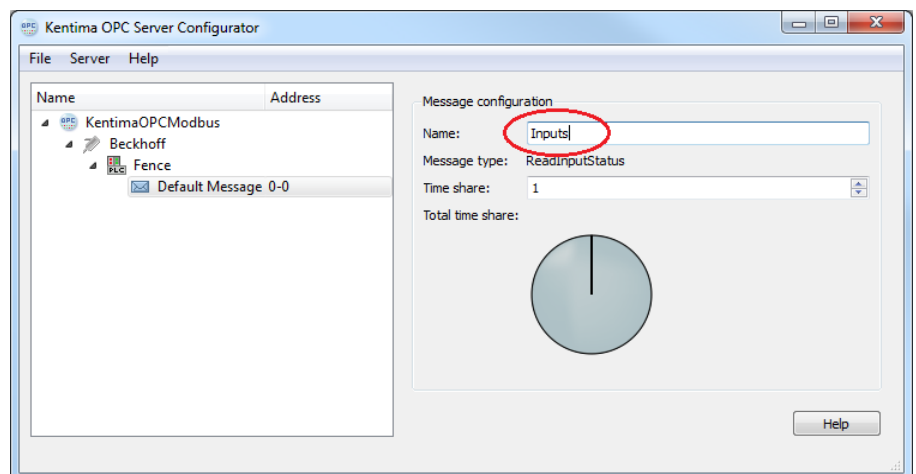 Kentima OPC Server Configurator
File Server Help
Name Address
KentimaOPCModbus
Beckhoff
Fence
Default Message 0-0
Message configuration
Name: Inputs
Message type: ReadInputStatus
Time share: 1
Total time share:
Help